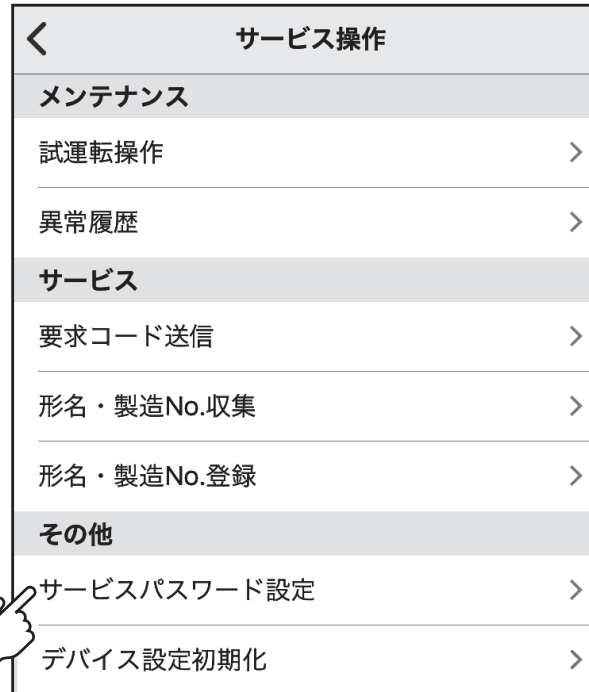 サービス操作
メンテナンス
試運転操作
異常履歴
サービス
要求コード送信
形名・製造No.収集
形名・製造No.登録
その他
サービスパスワード設定
デバイス設定初期化